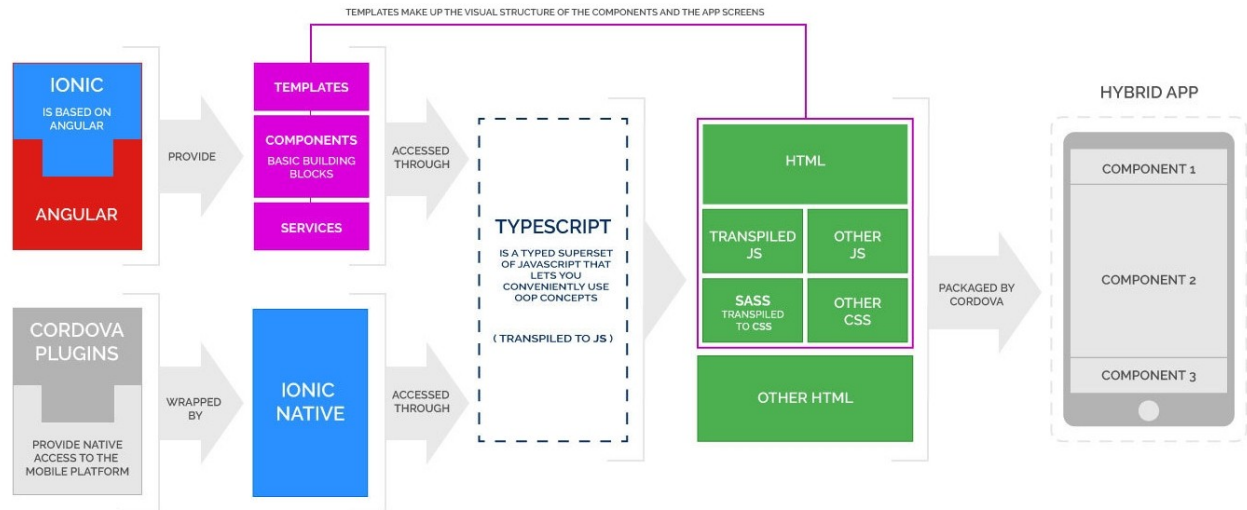 TEMPLATES MAKE UP THE VISUAL STRUCTURE OF THE COMPONENTS AND THE APP SCREENS
IONIC
IS BASED ON
ANGULAR
ANGULAR
PROVIDE
TEMPLATES
COMPONENTS
BASIC BUILDING
BLOCKS
SERVICES
ACCESSED
THROUGH
CORDOVA
PLUGINS
PROVIDE NATIVE
ACCESS TO THE
MOBILE PLATFORM
WRAPPED
BY
IONIC
NATIVE
ACCESSED
THROUGH
TYPESCRIPT
IS A TYPED SUPERSET
OF JAVASCRIPT THAT
LETS YOU
CONVENIENTLY USE
OOP CONCEPTS
( TRANSPILED TO JS )
HTML
TRANSPILED
JS
OTHER
JS
SASS
TRANSPILED
TO CSS
OTHER
CSS
OTHER HTML
PACKAGED BY
CORDOVA
HYBRID APP
COMPONENT 1
COMPONENT 2
COMPONENT 3